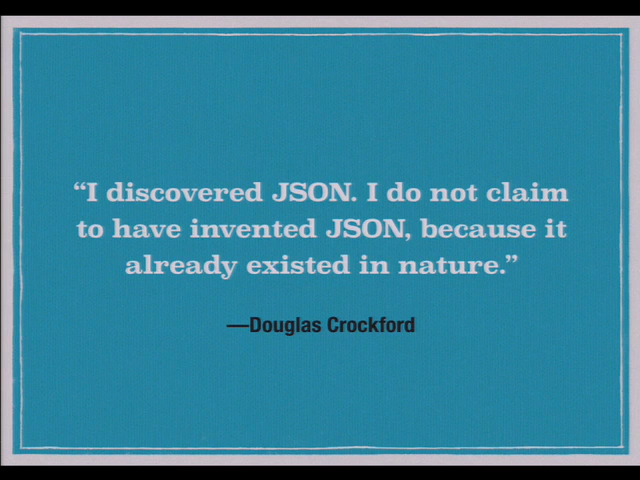 “I discovered JSON. I do not claim
to have invented JSON, because it
already existed in nature.”
—Douglas Crockford